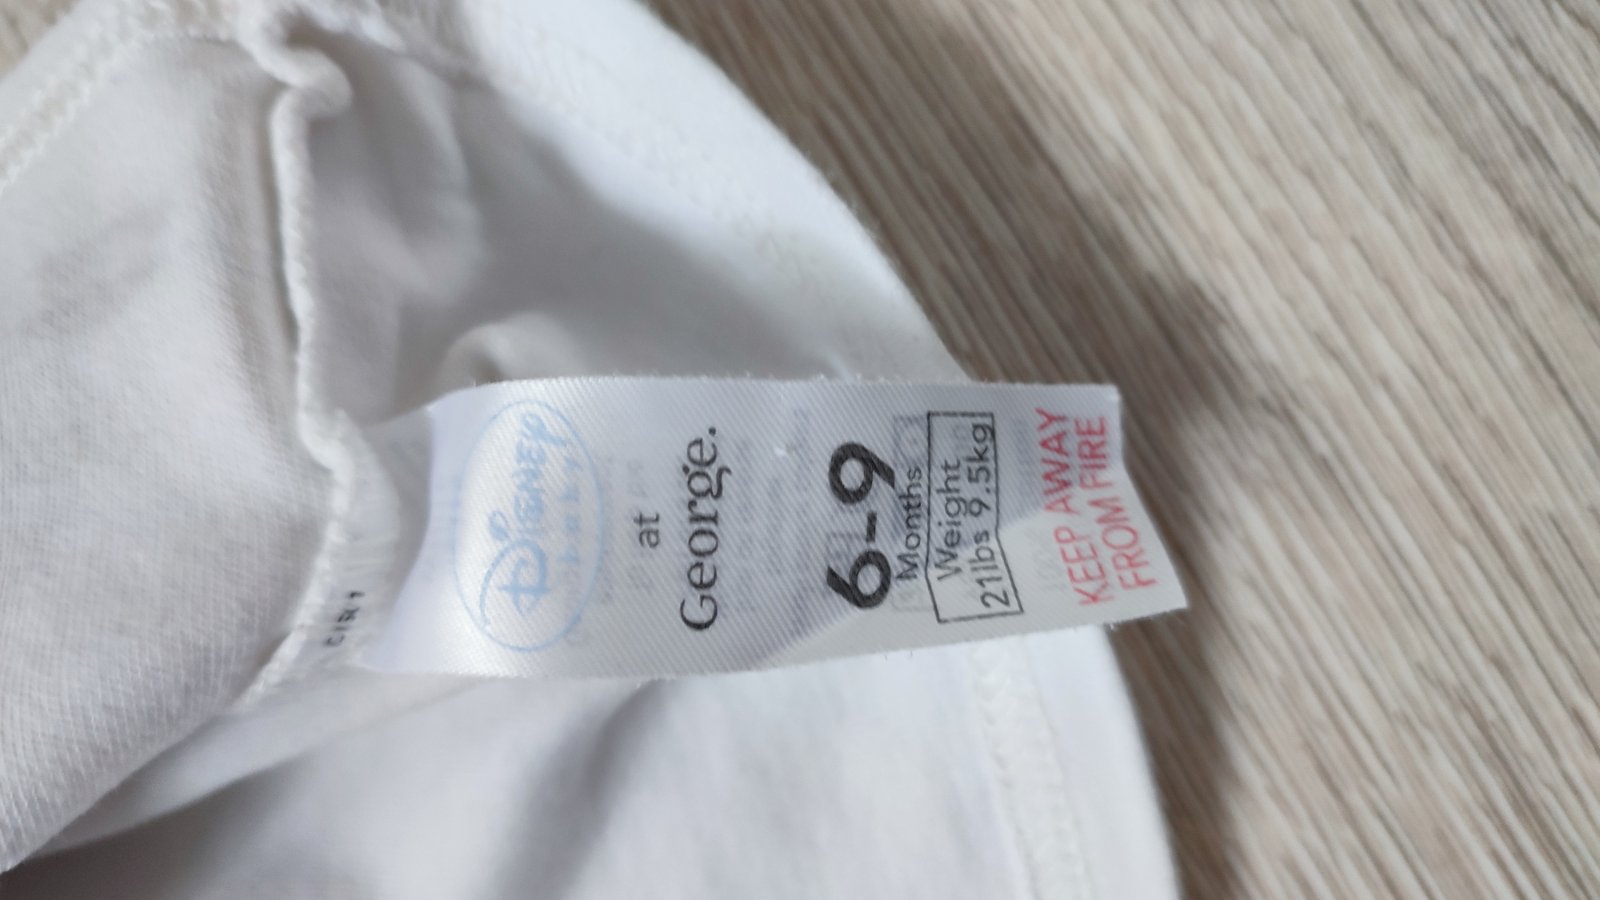 Disney
baby
at
George.
6-9
Months
Weight
21lbs 9.5kg
KEEP AWAY
FROM FIRE